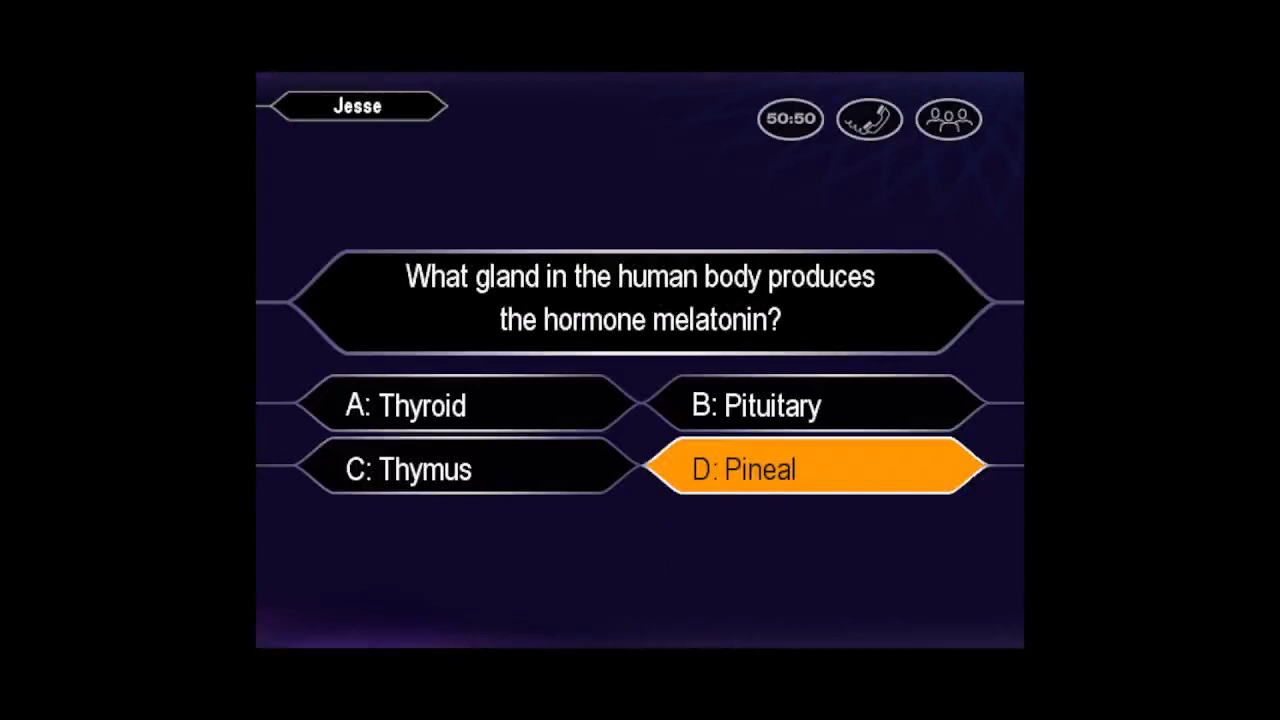 Jesse
50:50
What gland in the human body produces
the hormone melatonin?
A: Thyroid
B: Pituitary
C: Thymus
D: Pineal